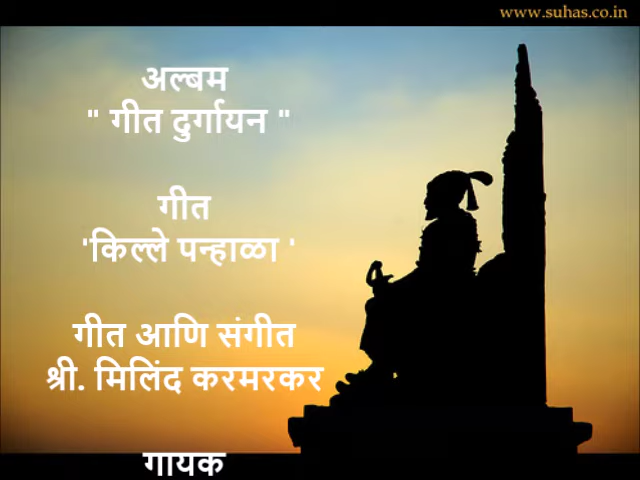 www.suhas.co.in
अल्बम
" गीत दुर्गायन "
गीत
'किल्ले पन्हाळा '
गीत आणि संगीत
श्री. मिलिंद करमरकर
गायक